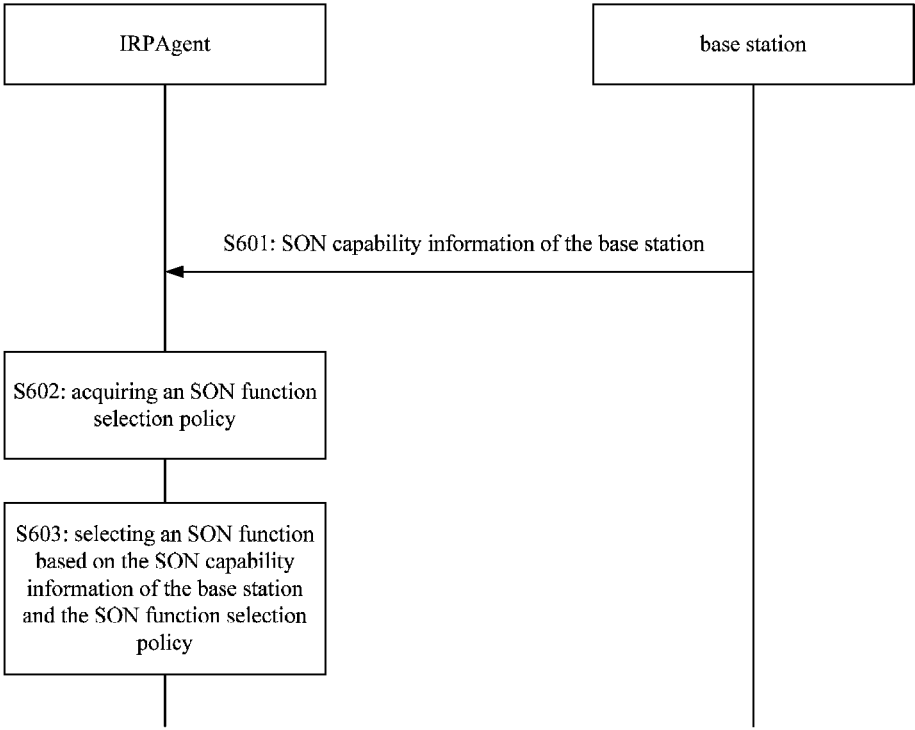 IRPAgent
base station
S601: SON capability information of the base station
S602: acquiring an SON function
selection policy
S603: selecting an SON function
based on the SON capability
information of the base station
and the SON function selection
policy